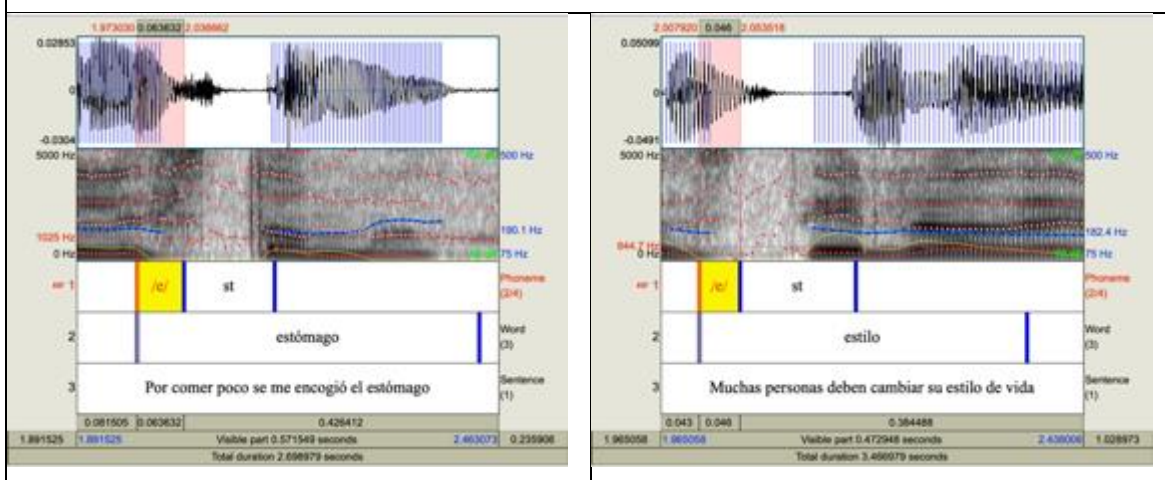 1.973030 0.063632 2.036662
0.02853
0
-0.0304
5000 Hz
500 Hz
1025 Hz
190.1 Hz
0 Hz
75 Hz
1
/e/
st
Phoneme
(2/4)
2
estómago
Word
(3)
3
Por comer poco se me encogió el estómago
Sentence
(1)
0.081505 0.063632 0.426412
1.891525 1.891525 Visible part 0.571549 seconds 2.463073 0.235906
Total duration 2.698979 seconds
2.007920 0.046 2.053518
0.05099
0
-0.0491
5000 Hz
500 Hz
844.7 Hz
182.4 Hz
0 Hz
75 Hz
1
/e/
st
Phoneme
(2/4)
2
estilo
Word
(3)
3
Muchas personas deben cambiar su estilo de vida
Sentence
(1)
0.043 0.046 0.384488
1.965058 1.965058 Visible part 0.472948 seconds 2.438006 1.028973
Total duration 3.466979 seconds